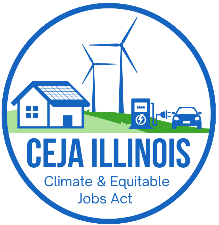 CEJA ILLINOIS
Climate & Equitable
Jobs Act